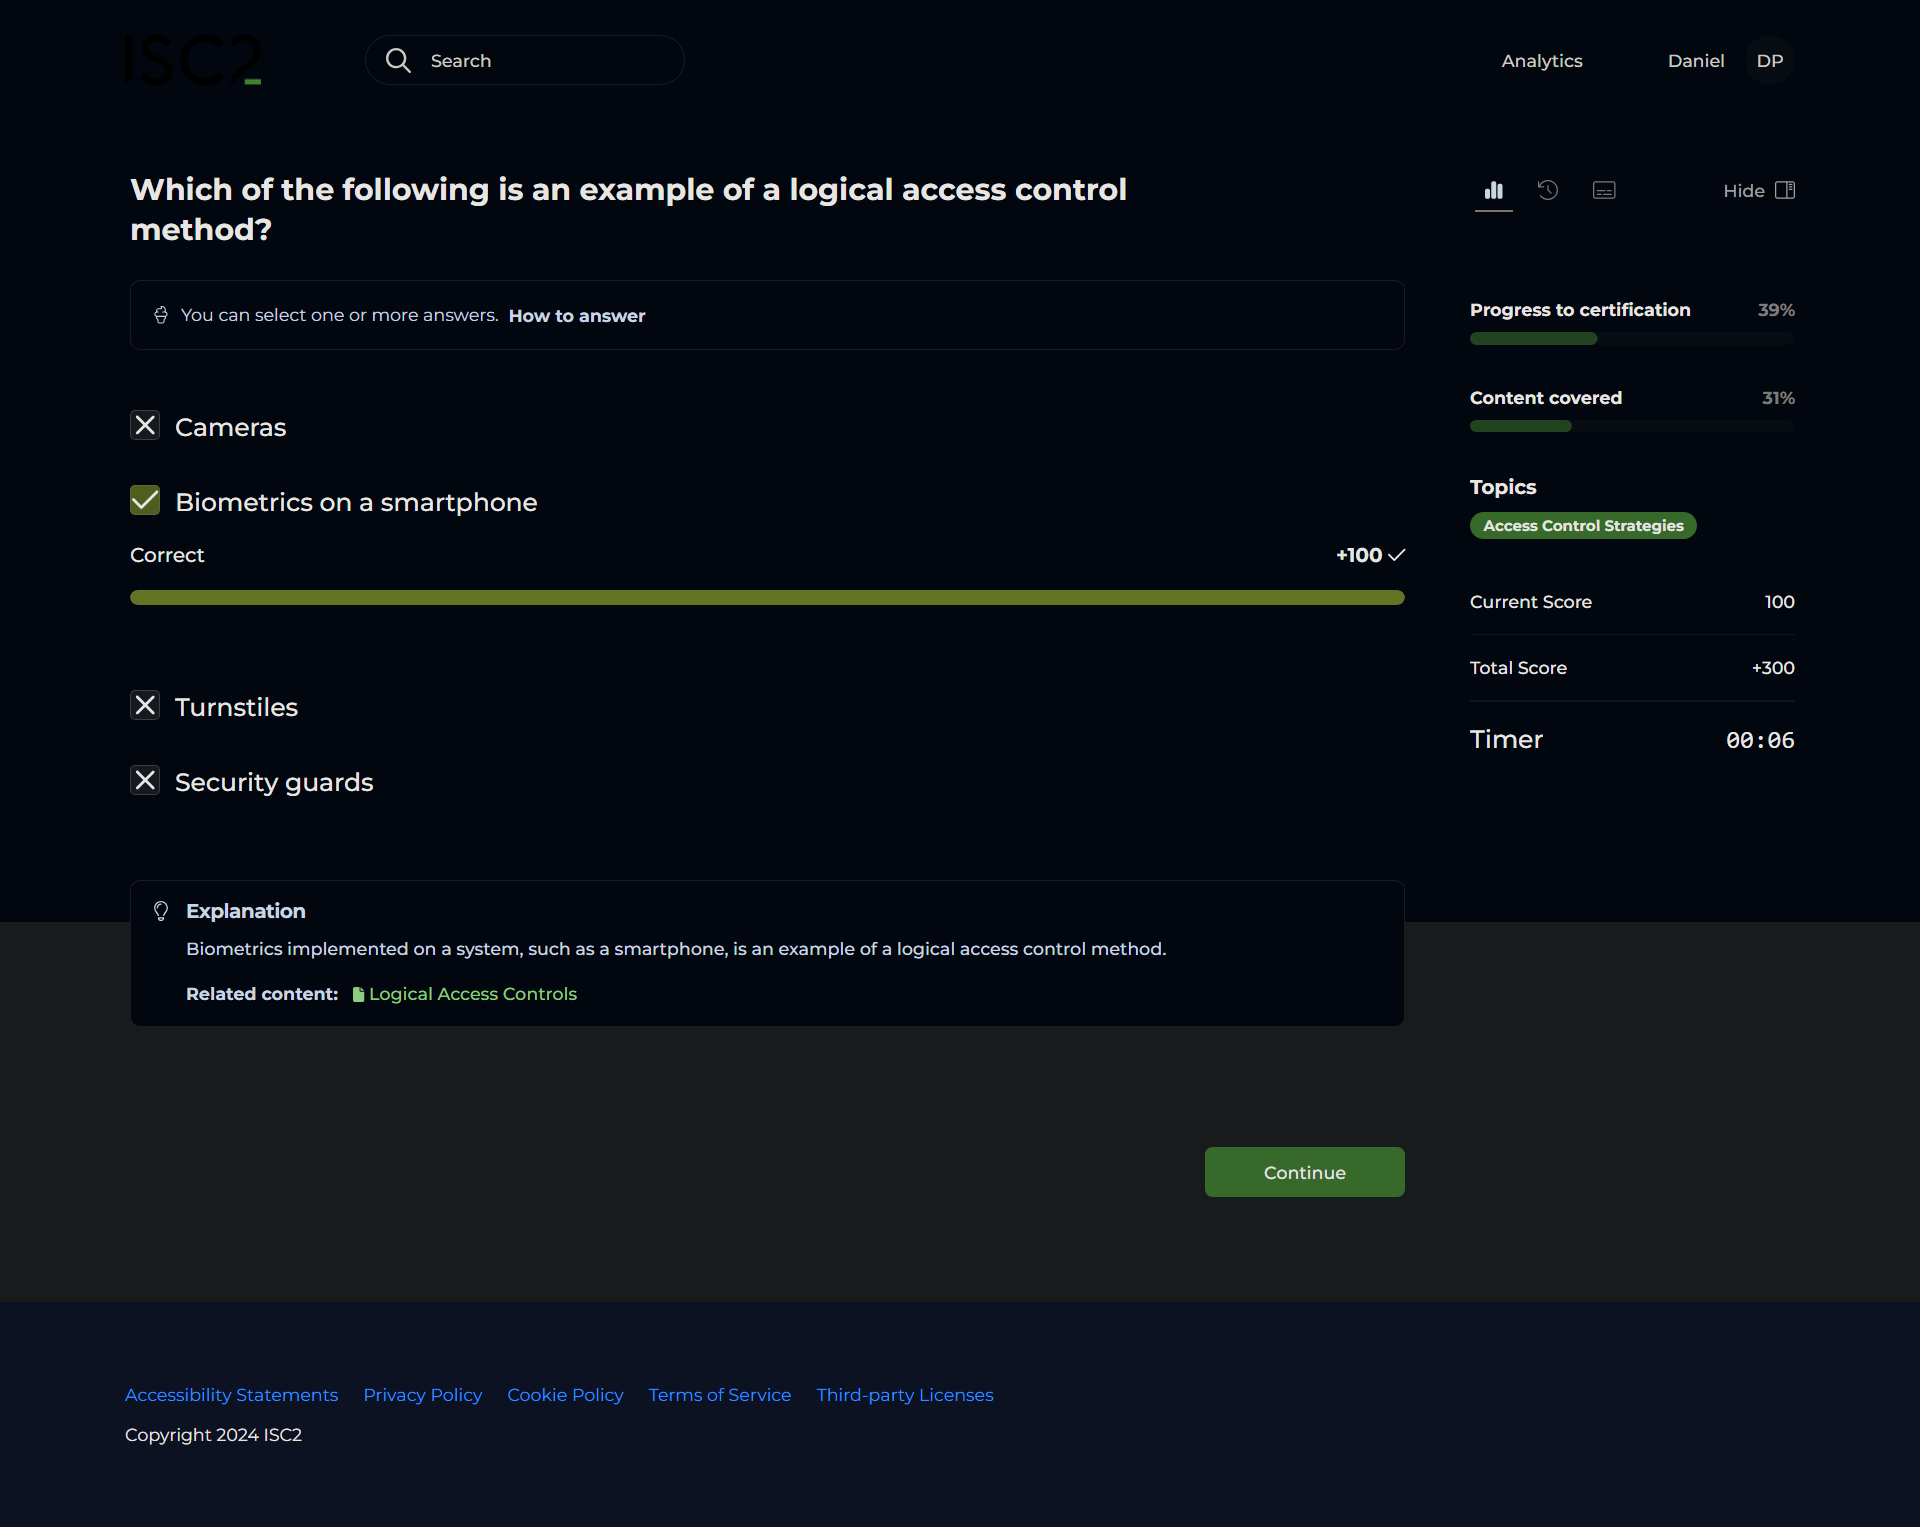 ISC2
Search
Analytics
Daniel
DP
Which of the following is an example of a logical access control
method?
You can select one or more answers. How to answer
Cameras
Biometrics on a smartphone
Correct
+100
Turnstiles
Security guards
Explanation
Biometrics implemented on a system, such as a smartphone, is an example of a logical access control method.
Related content: Logical Access Controls
Continue
Hide
Progress to certification 39%
Content covered 31%
Topics
Access Control Strategies
Current Score 100
Total Score +300
Timer 00:06
Accessibility Statements Privacy Policy Cookie Policy Terms of Service Third-party Licenses
Copyright 2024 ISC2